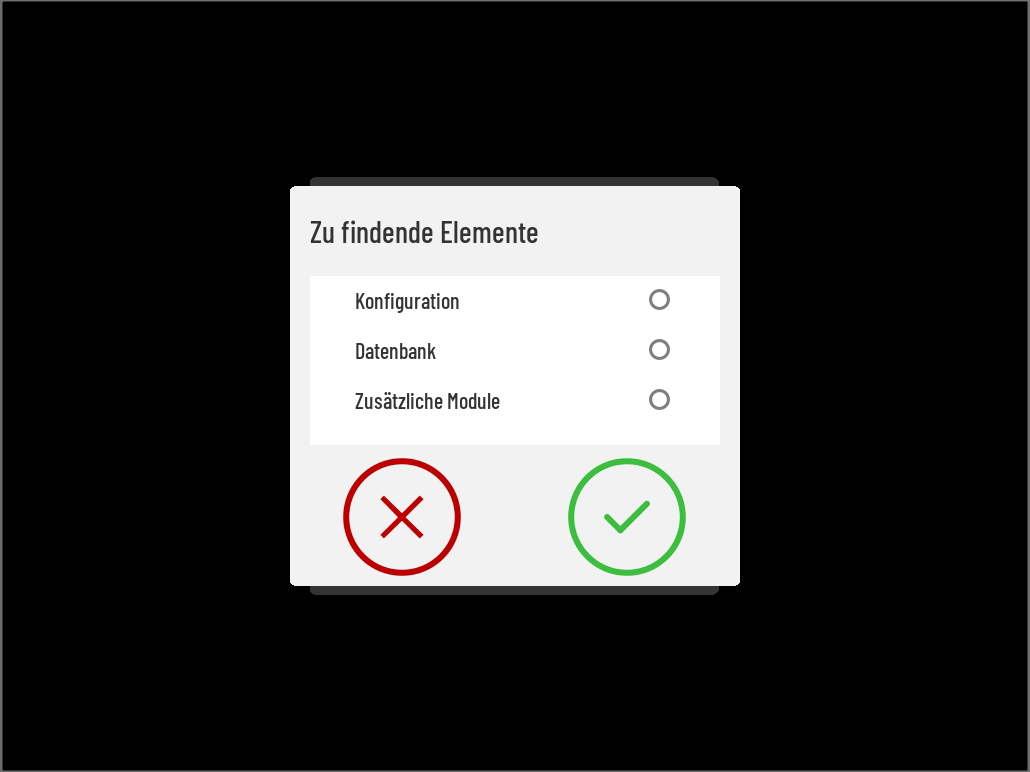 Zu findende Elemente
Konfiguration
Datenbank
Zusätzliche Module